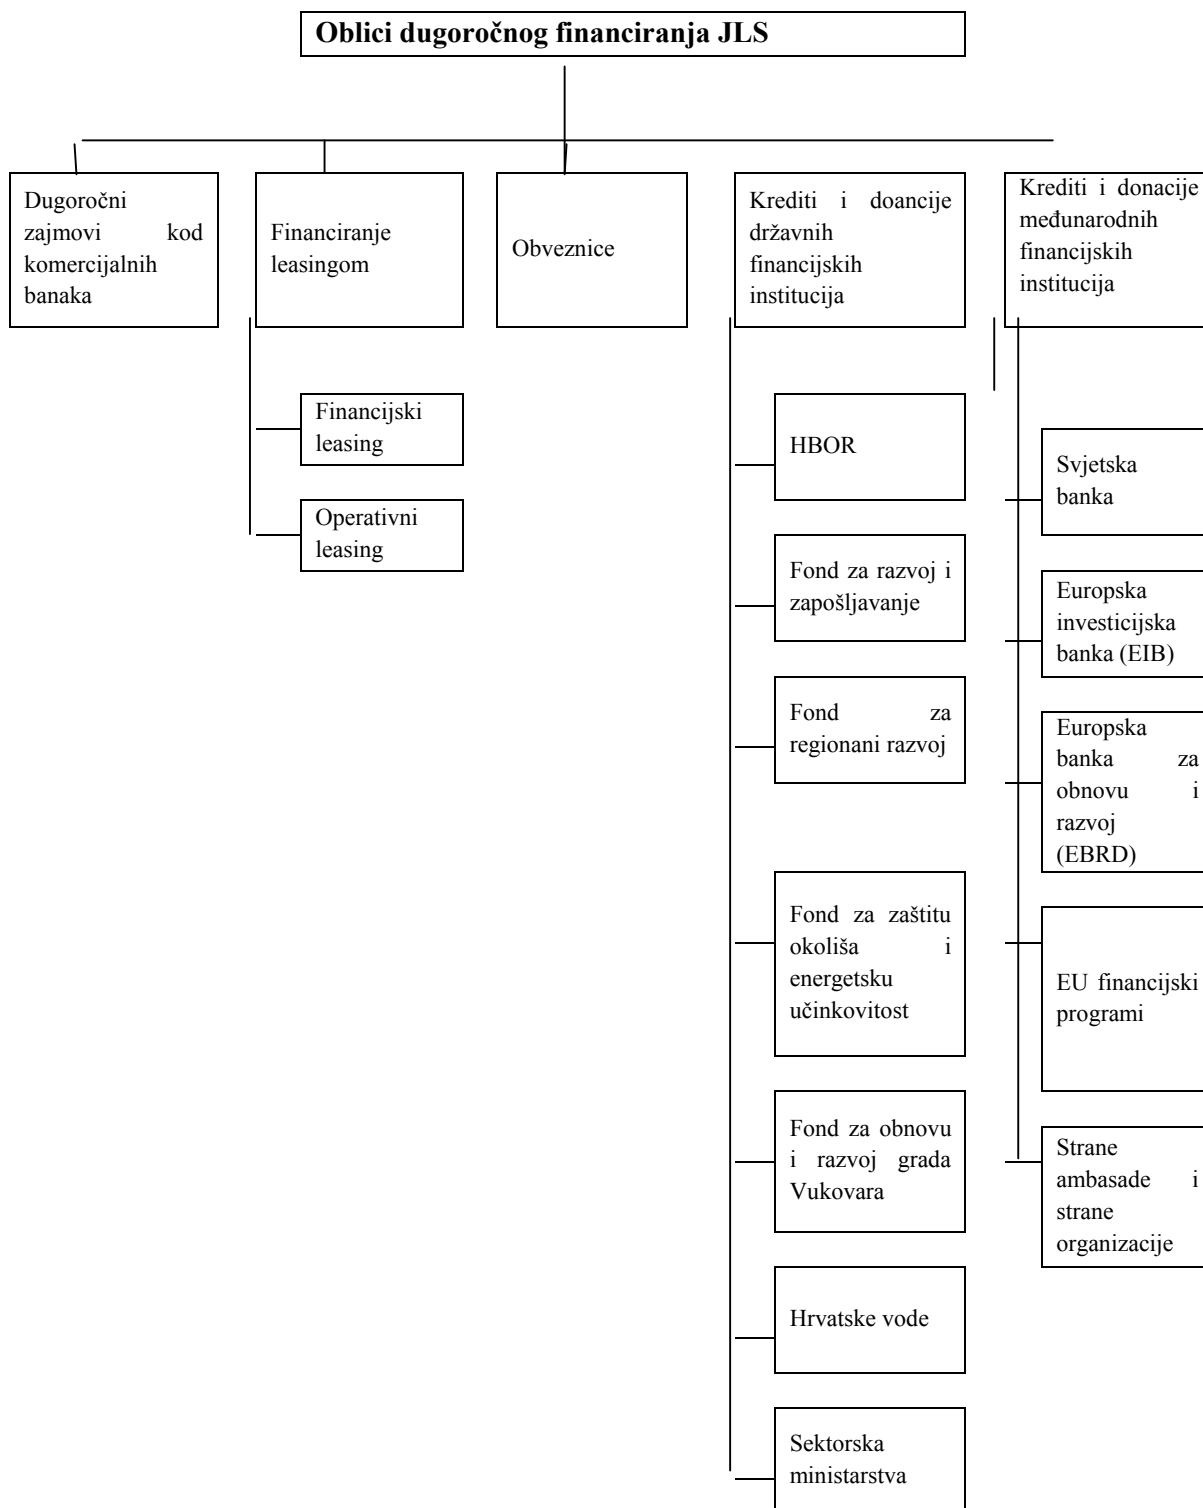 Oblici dugoročnog financiranja JLS
Dugoročni
zajmovi kod
komercijalnih
banaka
Financiranje
leasingom
Obveznice
Krediti i doancije
državnih
financijskih
institucija
Krediti i donacije
međunarodnih
financijskih
institucija
Financijski
leasing
Operativni
leasing
HBOR
Fond za razvoj i
zapošljavanje
Fond za
regionani razvoj
Fond za zaštitu
okoliša i
energetsku
učinkovitost
Fond za obnovu
i razvoj grada
Vukovara
Hrvatske vode
Sektorska
ministarstva
Svjetska
banka
Europska
investicijska
banka (EIB)
Europska
banka za
obnovu i
razvoj
(EBRD)
EU financijski
programi
Strane
ambasade i
strane
organizacije